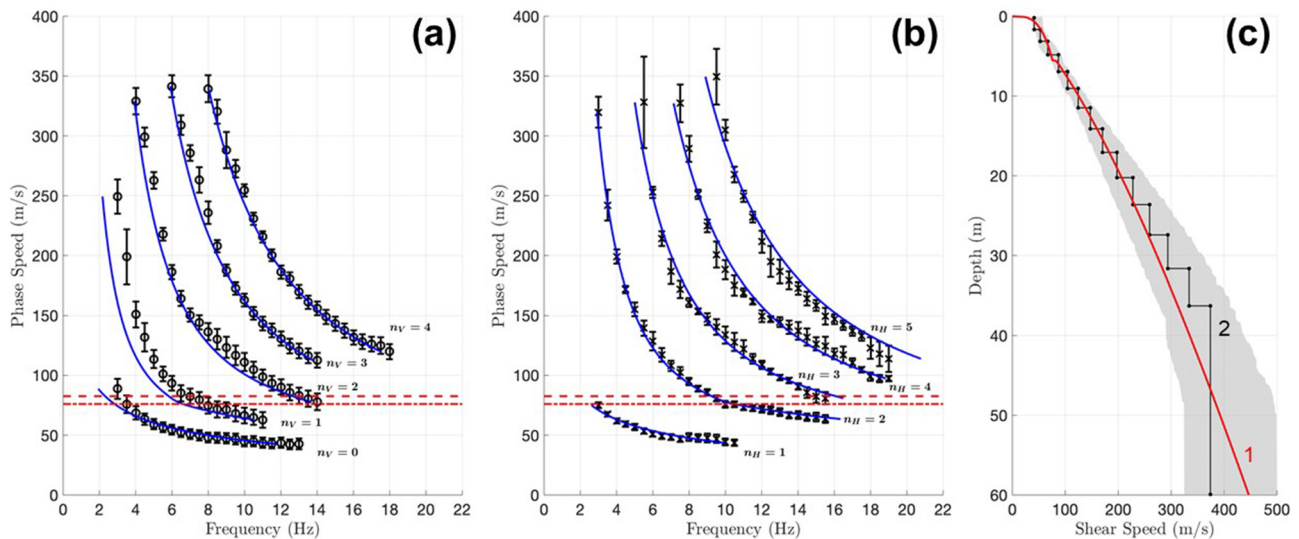 (a)
400
350
300
250
200
150
100
50
0
Phase Speed (m/s)
n_V = 4
n_V = 3
n_V = 2
n_V = 1
n_V = 0
0 2 4 6 8 10 12 14 16 18 20 22
Frequency (Hz)
(b)
400
350
300
250
200
150
100
50
0
Phase Speed (m/s)
n_H = 5
n_H = 3
n_H = 4
n_H = 2
n_H = 1
0 2 4 6 8 10 12 14 16 18 20 22
Frequency (Hz)
(c)
0
10
20
30
40
50
60
Depth (m)
2
1
0 100 200 300 400 500
Shear Speed (m/s)